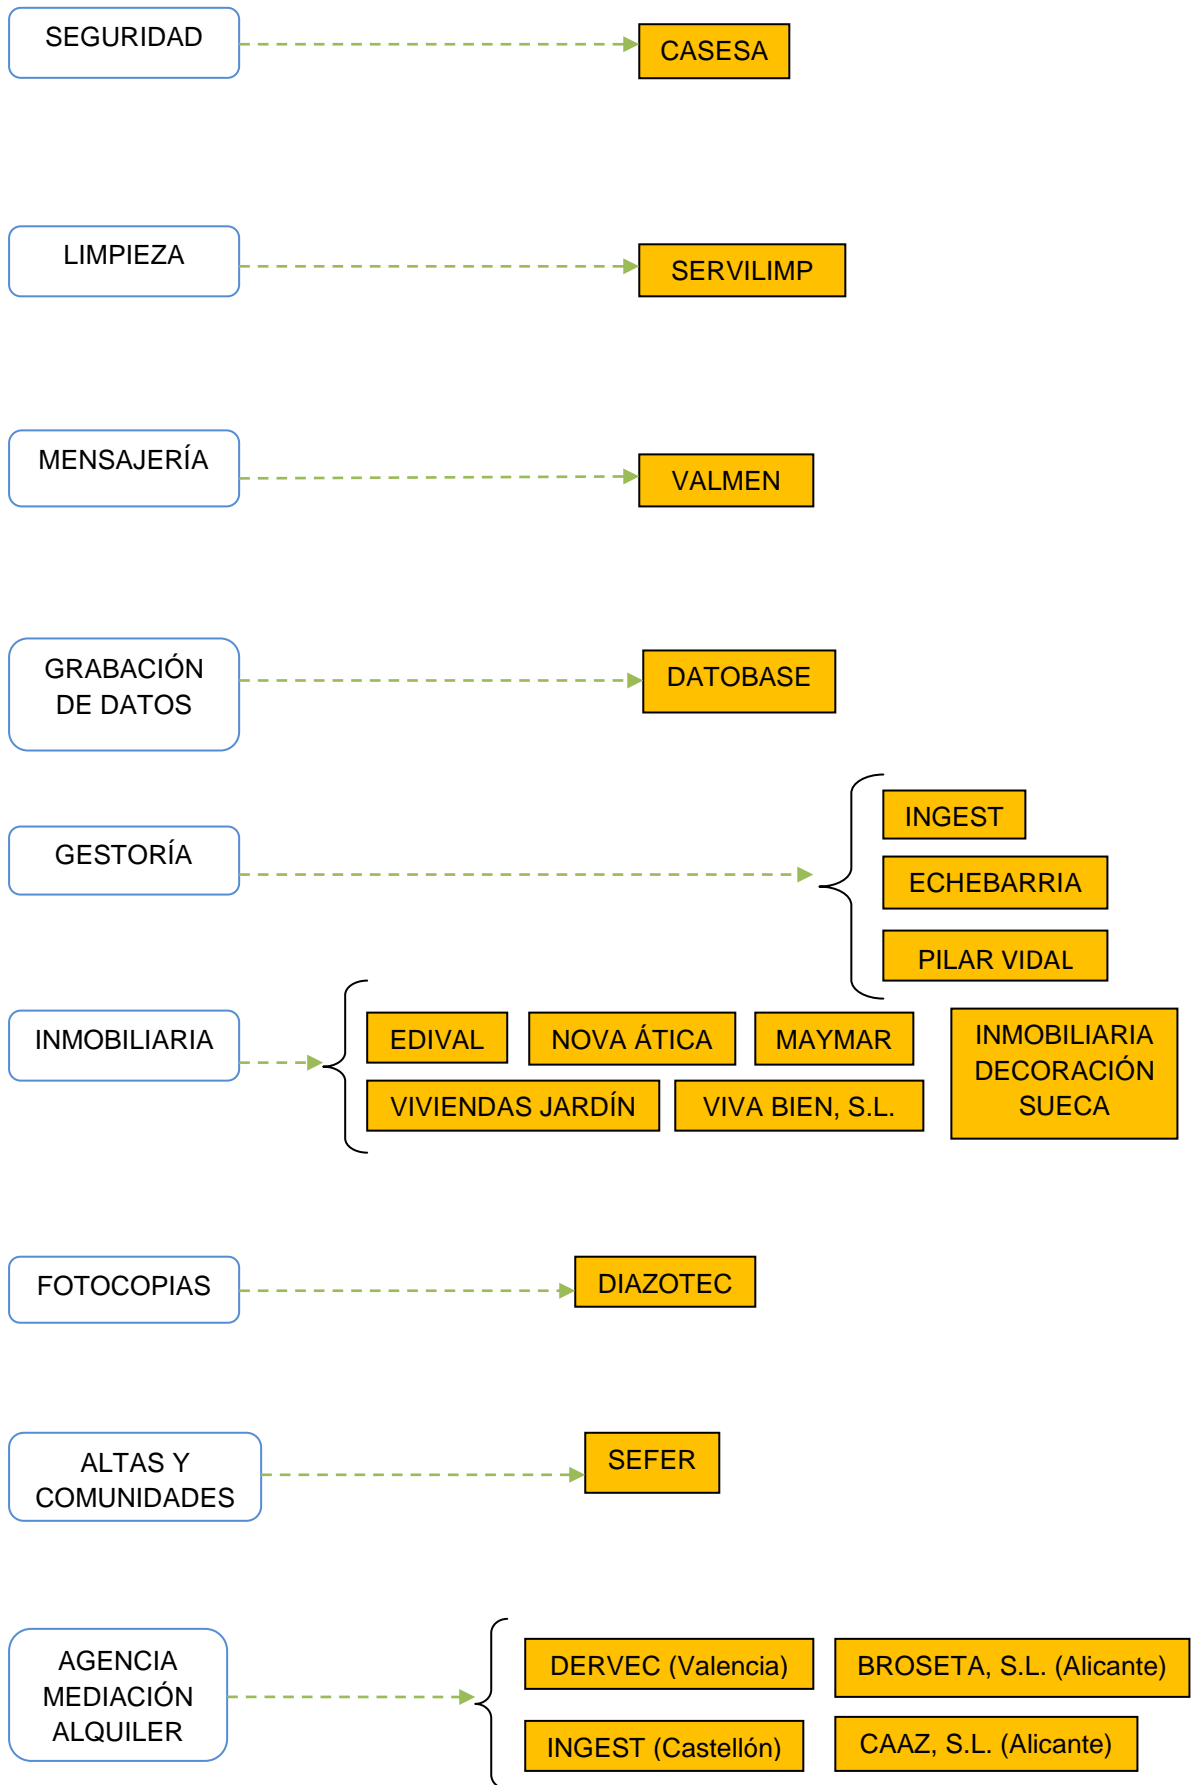 SEGURIDAD
CASESA
LIMPIEZA
SERVILIMP
MENSAJERÍA
VALMEN
GRABACIÓN
DE DATOS
DATOBASE
GESTORÍA
INGEST
ECHEBARRIA
PILAR VIDAL
INMOBILIARIA
EDIVAL
NOVA ÁTICA
MAYMAR
VIVIENDAS JARDÍN
VIVA BIEN, S.L.
INMOBILIARIA
DECORACIÓN
SUECA
FOTOCOPIAS
DIAZOTEC
ALTAS Y
COMUNIDADES
SEFER
AGENCIA
MEDIACIÓN
ALQUILER
DERVEC (Valencia)
BROSETA, S.L. (Alicante)
INGEST (Castellón)
CAAZ, S.L. (Alicante)